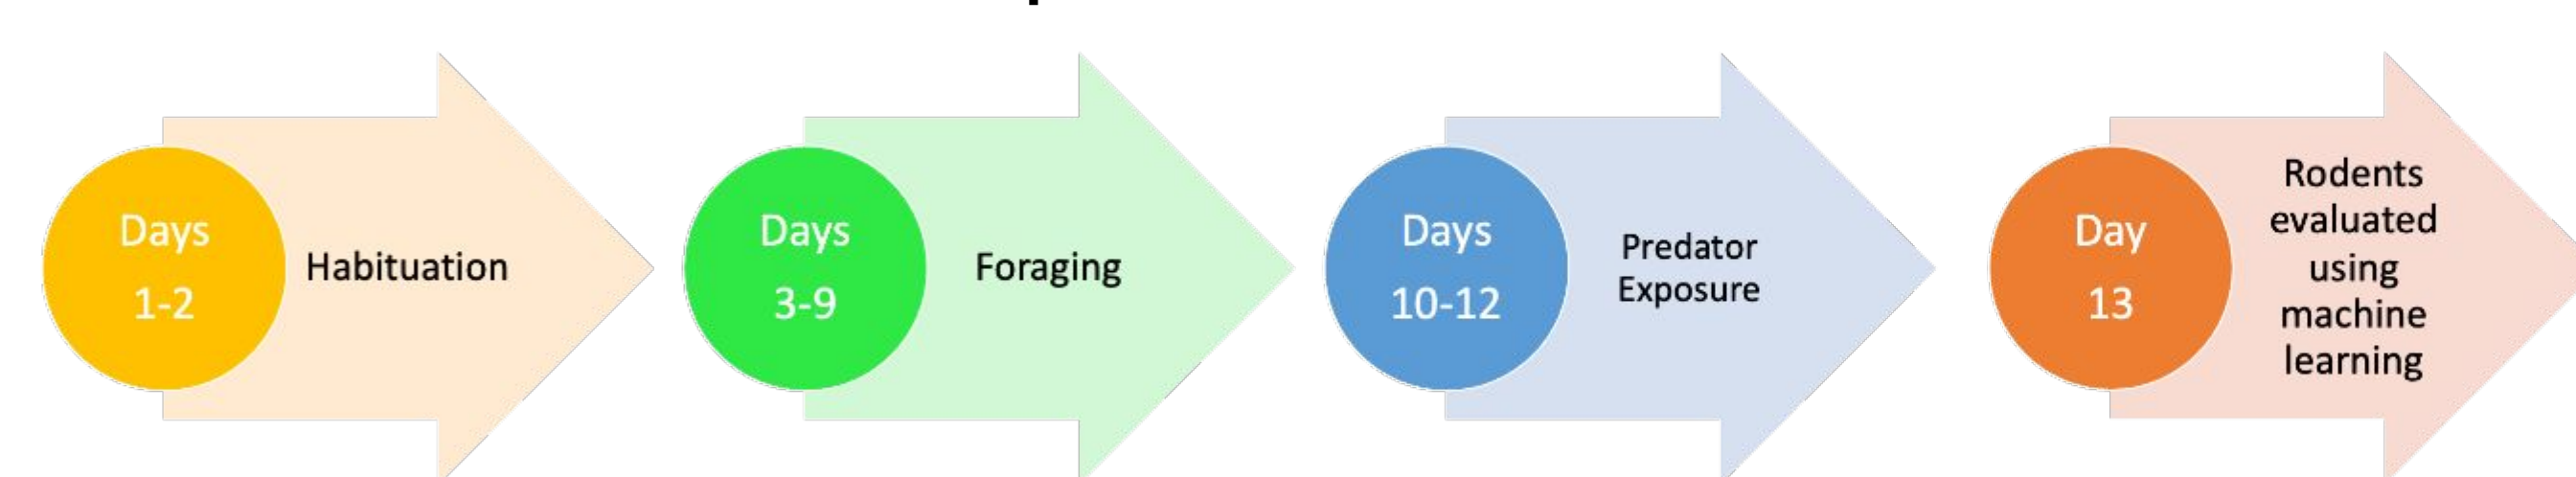 Days
1-2
Habituation
Days
3-9
Foraging
Days
10-12
Predator
Exposure
Day
13
Rodents
evaluated
using
machine
learning